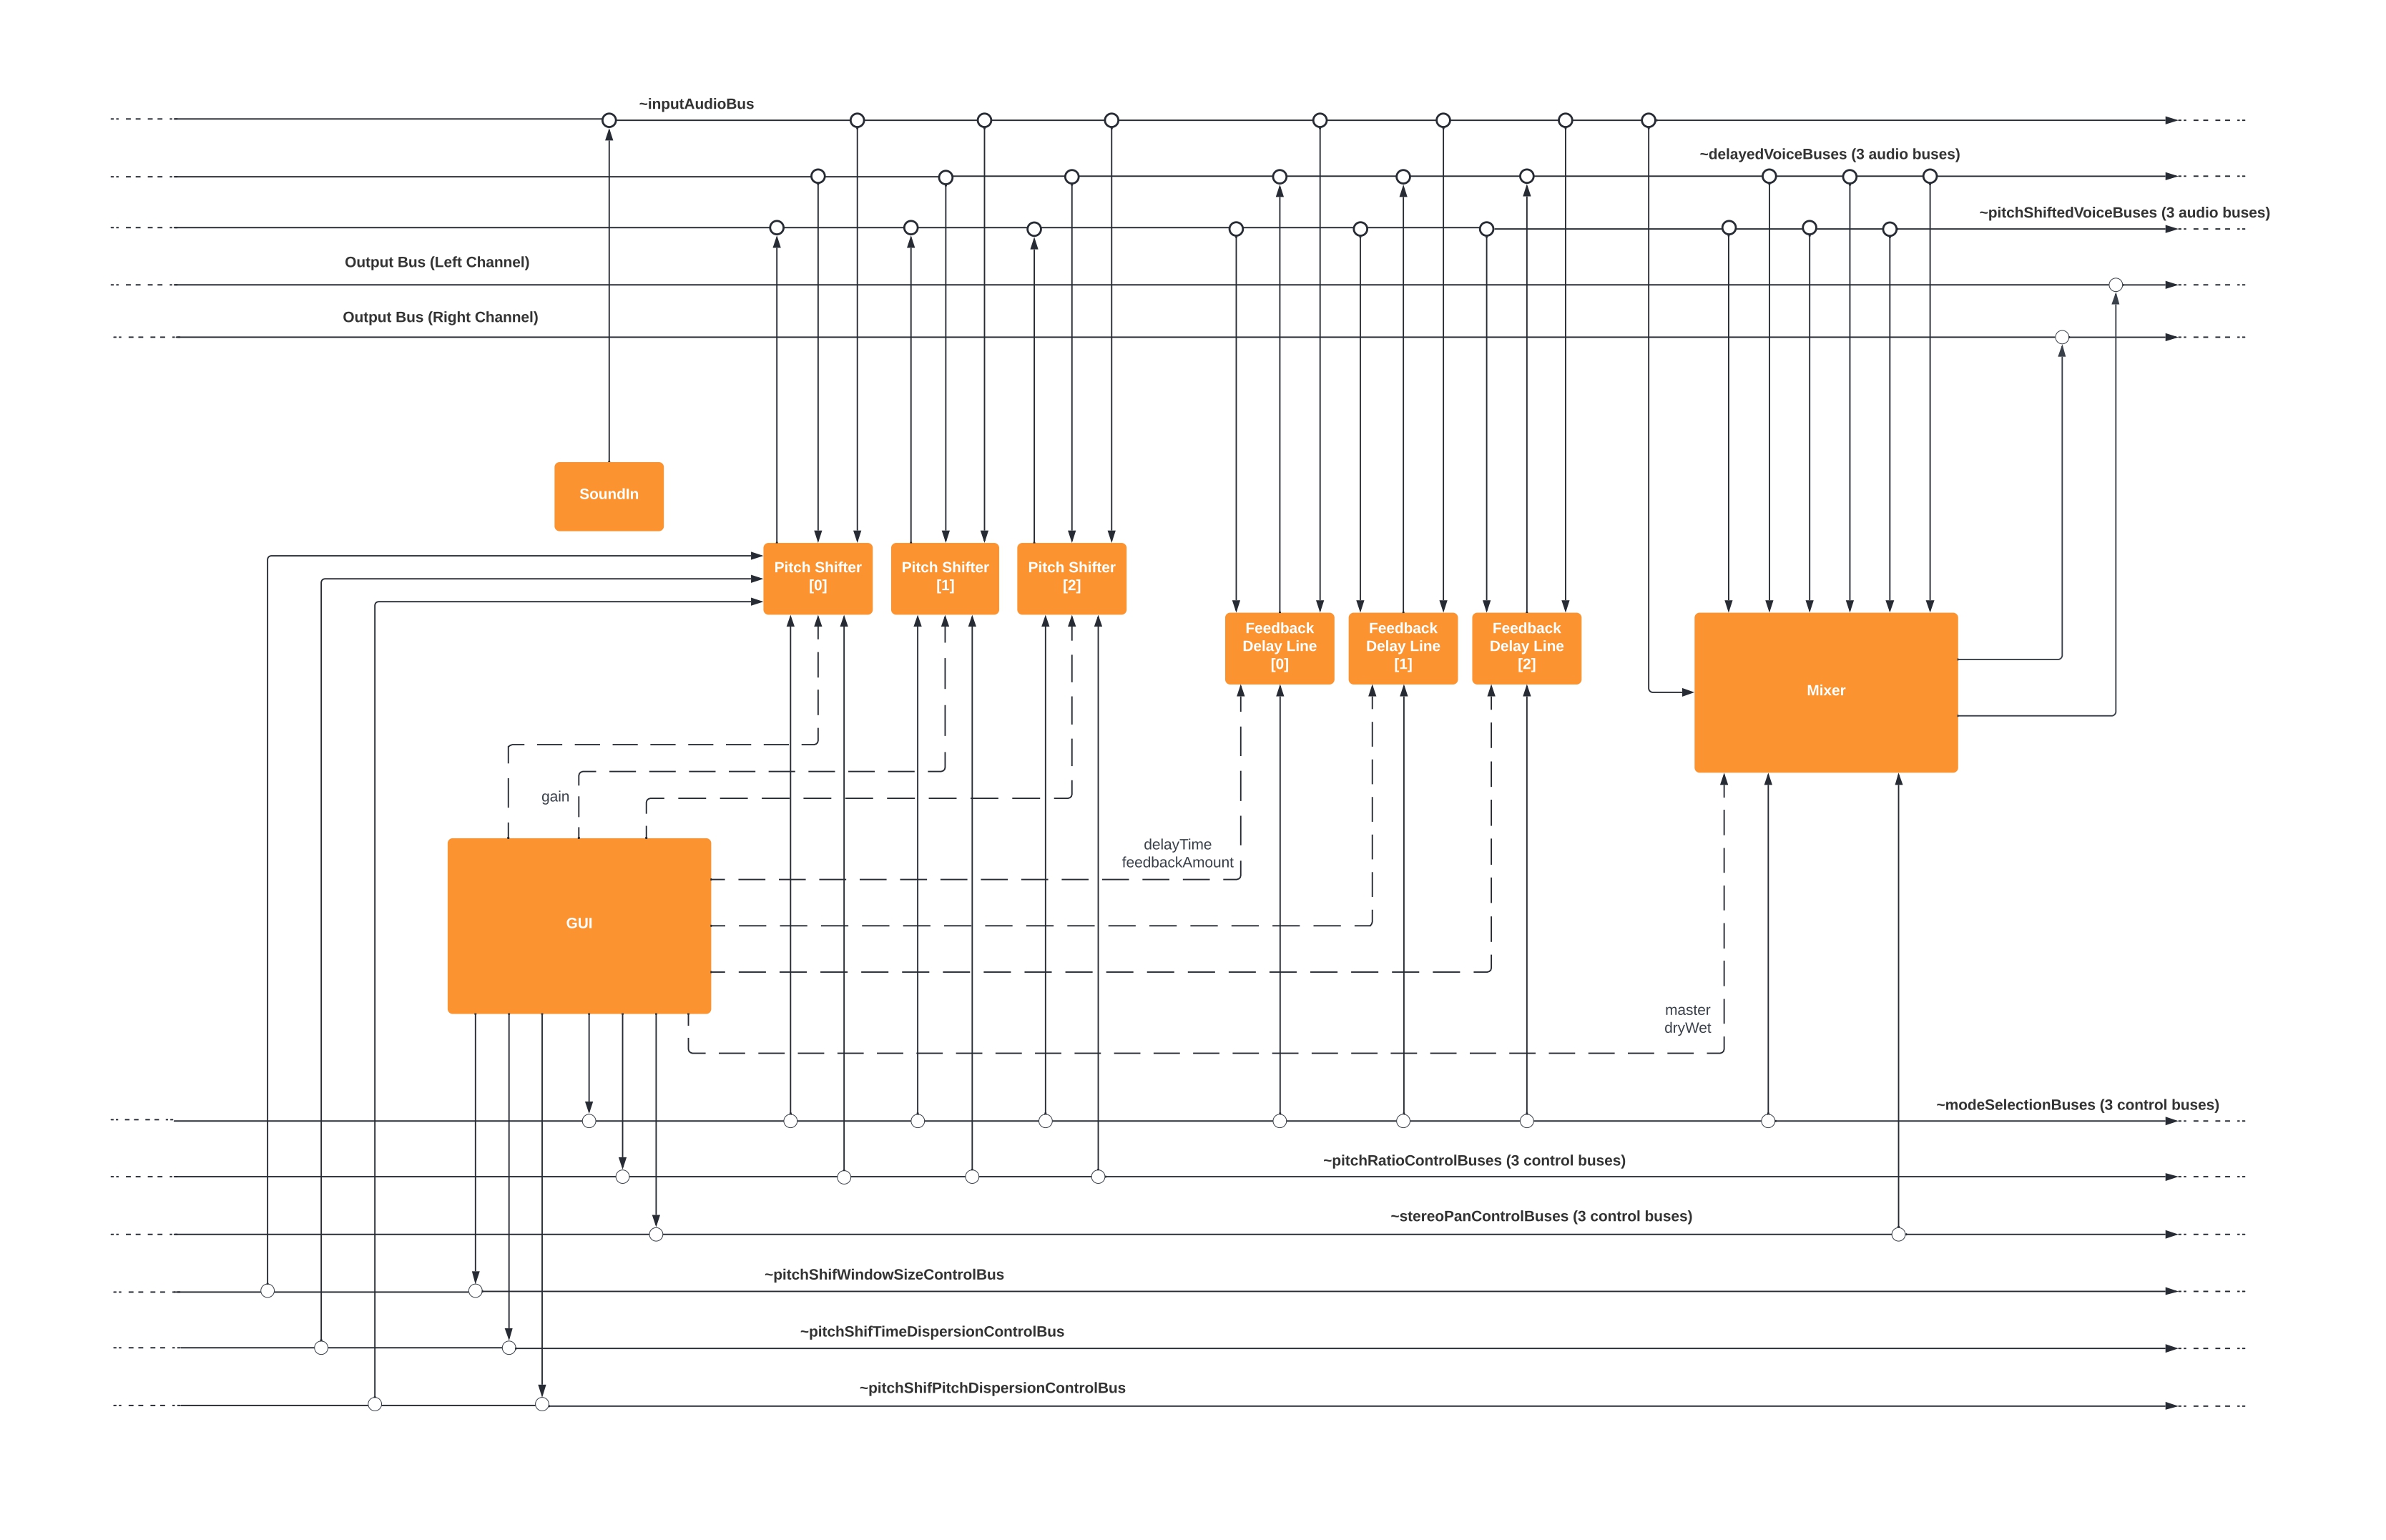 ~inputAudioBus
~delayedVoiceBuses (3 audio buses)
~pitchShiftedVoiceBuses (3 audio buses)
Output Bus (Left Channel)
Output Bus (Right Channel)
SoundIn
Pitch Shifter
[0]
Pitch Shifter
[1]
Pitch Shifter
[2]
Feedback
Delay Line
[0]
Feedback
Delay Line
[1]
Feedback
Delay Line
[2]
Mixer
gain
delayTime
feedbackAmount
GUI
master
dryWet
~modeSelectionBuses (3 control buses)
~pitchRatioControlBuses (3 control buses)
~stereoPanControlBuses (3 control buses)
~pitchShifWindowSizeControlBus
~pitchShifTimeDispersionControlBus
~pitchShifPitchDispersionControlBus